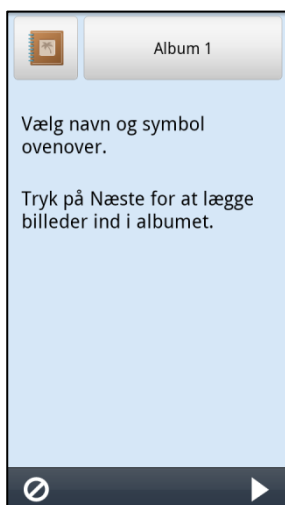 Album 1
Vælg navn og symbol
ovenover.
Tryk på Næste for at lægge
billeder ind i albumet.